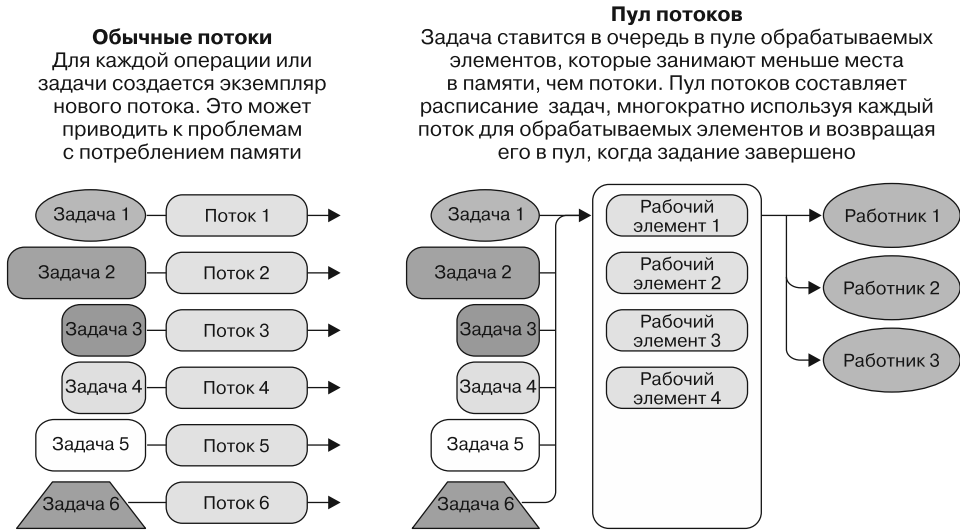 Обычные потоки
Для каждой операции или
задачи создается экземпляр
нового потока. Это может
приводить к проблемам
с потреблением памяти
Задача 1
Поток 1
Задача 2
Поток 2
Задача 3
Поток 3
Задача 4
Поток 4
Задача 5
Поток 5
Задача 6
Поток 6
Пул потоков
Задача ставится в очередь в пуле обрабатываемых
элементов, которые занимают меньше места
в памяти, чем потоки. Пул потоков составляет
расписание задач, многократно используя каждый
поток для обрабатываемых элементов и возвращая
его в пул, когда задание завершено
Задача 1
Задача 2
Задача 3
Задача 4
Задача 5
Задача 6
Рабочий
элемент 1
Рабочий
элемент 2
Рабочий
элемент 3
Рабочий
элемент 4
Работник 1
Работник 2
Работник 3